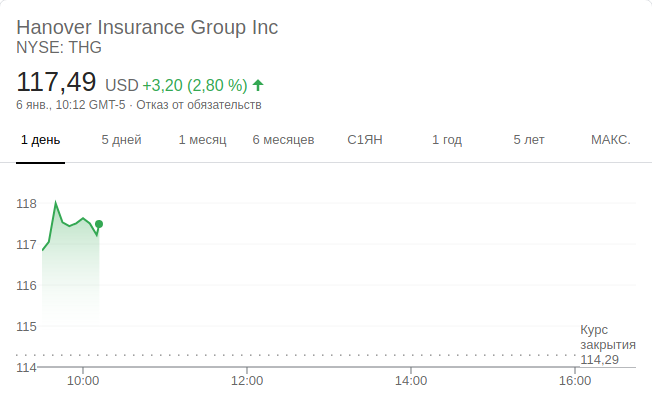 Hanover Insurance Group Inc
NYSE: THG
117,49 USD +3,20 (2,80 %)
6 янв., 10:12 GMT-5 · Отказ от обязательств
1 день 5 дней 1 месяц 6 месяцев С1ЯН 1 год 5 лет МАКС.
118
117
116
115
Курс
закрытия
114,29
114
10:00 12:00 14:00 16:00